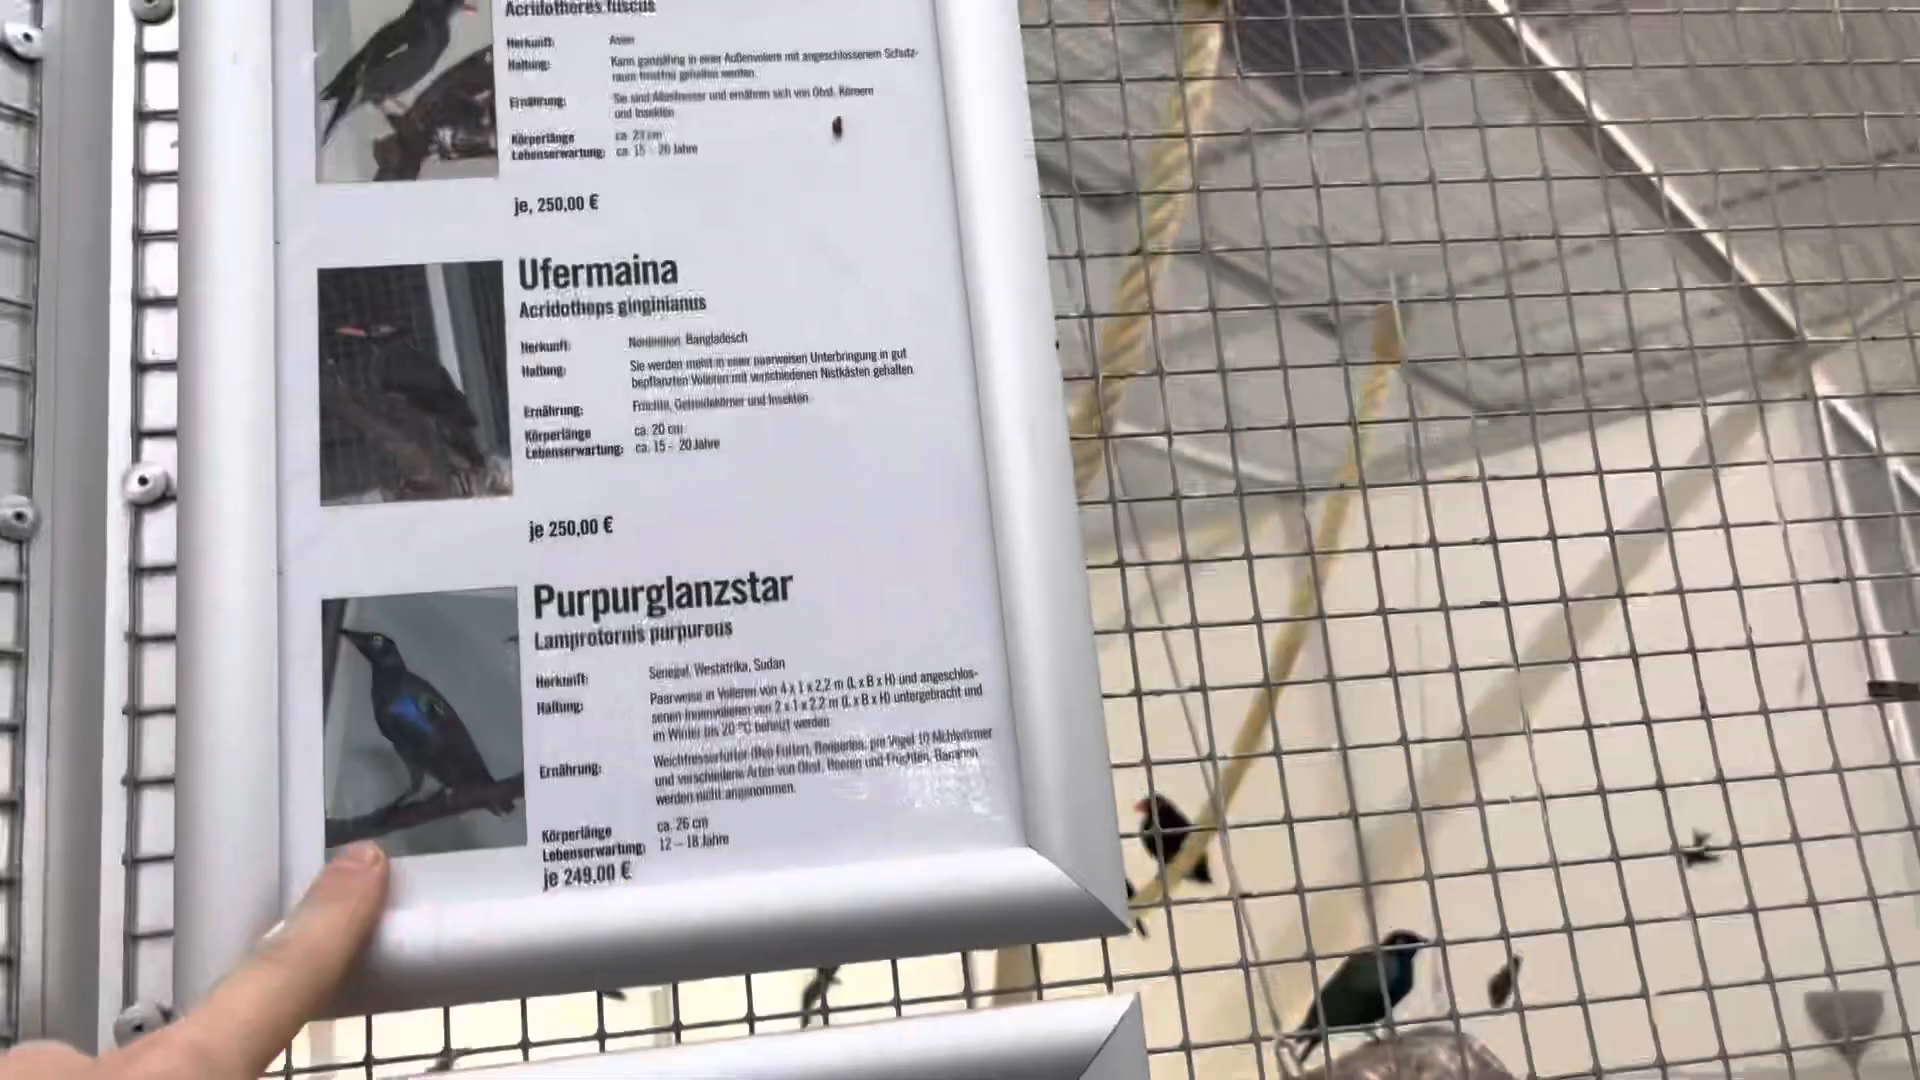 Acridotheres fuscus
Herkunft: Asien
Haltung: Kann ganzjährig in einer Außenvoliere mit angeschlossenem Schutz-
raum frostfrei gehalten werden.
Ernährung: Sie sind Allesfresser und ernähren sich von Obst, Körnern
und Insekten
Körperlänge ca. 23 cm
Lebenserwartung: ca. 15 - 20 Jahre
je, 250,00 €
Ufermaina
Acridotheps ginginianus
Herkunft: Nordindien, Bangladesch
Haltung: Sie werden meist in einer paarweisen Unterbringung in gut
bepflanzten Volieren mit verschiedenen Nistkästen gehalten
Ernährung: Früchte, Getreidekörner und Insekten
Körperlänge ca. 20 cm
Lebenserwartung: ca. 15 - 20 Jahre
je 250,00 €
Purpurglanzstar
Lamprotornis purpureus
Herkunft: Senegal, Westafrika, Sudan
Haltung: Paarweise in Volieren von 4 x 1 x 2,2 m (L x B x H) und angeschlos-
senen Innenvolieren von 2 x 1 x 2,2 m (L x B x H) untergebracht und
im Winter bis 20 °C beheizt werden
Ernährung: Weichfresserfutter pro Vogel 10 Mehlwürmer
und verschiedene Arten von Obst, Beeren und Früchten, Bananen
werden nicht angenommen.
Körperlänge ca. 26 cm
Lebenserwartung: 12 – 18 Jahre
je 249,00 €